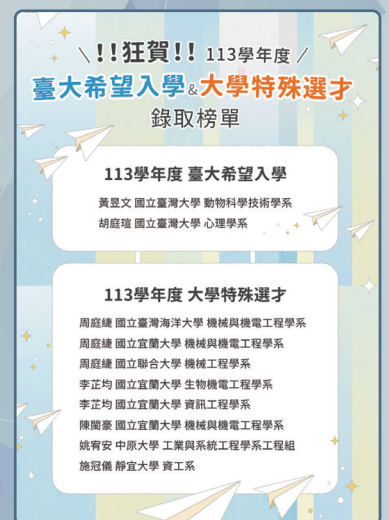 \ !!狂賀!! 113學年度 /
臺大希望入學&大學特殊選才
錄取榜單
113學年度 臺大希望入學
黃昱文 國立臺灣大學 動物科學技術學系
胡庭瑄 國立臺灣大學 心理學系
113學年度 大學特殊選才
周庭緁 國立臺灣海洋大學 機械與機電工程學系
周庭緁 國立宜蘭大學 機械與機電工程學系
周庭緁 國立聯合大學 機械工程學系
李芷均 國立宜蘭大學 生物機電工程學系
李芷均 國立宜蘭大學 資訊工程學系
陳閩豪 國立宜蘭大學 機械與機電工程學系
姚宥安 中原大學 工業與系統工程學系工程組
施冠儀 靜宜大學 資工系